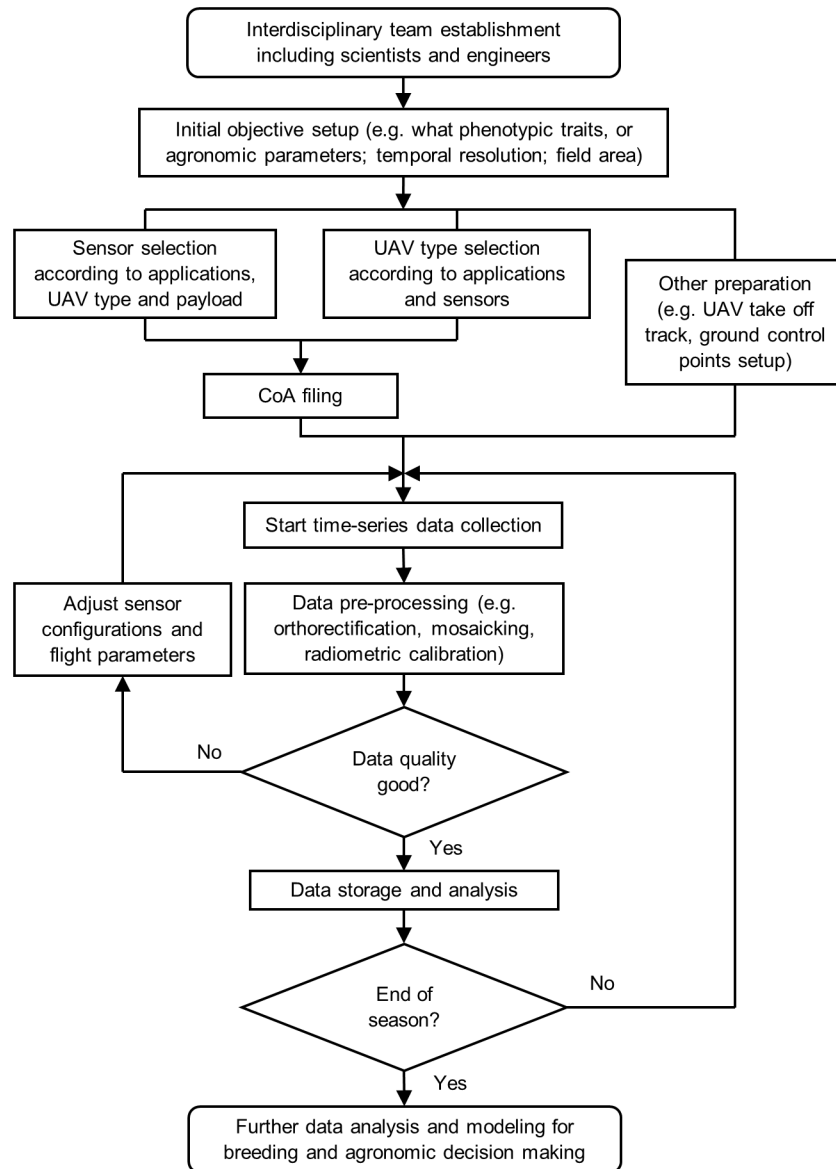 Interdisciplinary team establishment
including scientists and engineers
Initial objective setup (e.g. what phenotypic traits, or
agronomic parameters; temporal resolution; field area)
Sensor selection
according to applications,
UAV type and payload
UAV type selection
according to applications
and sensors
Other preparation
(e.g. UAV take off
track, ground control
points setup)
CoA filing
Start time-series data collection
Adjust sensor
configurations and
flight parameters
Data pre-processing (e.g.
orthorectification, mosaicking,
radiometric calibration)
No
Data quality
good?
Yes
Data storage and analysis
End of
season?
No
Yes
Further data analysis and modeling for
breeding and agronomic decision making